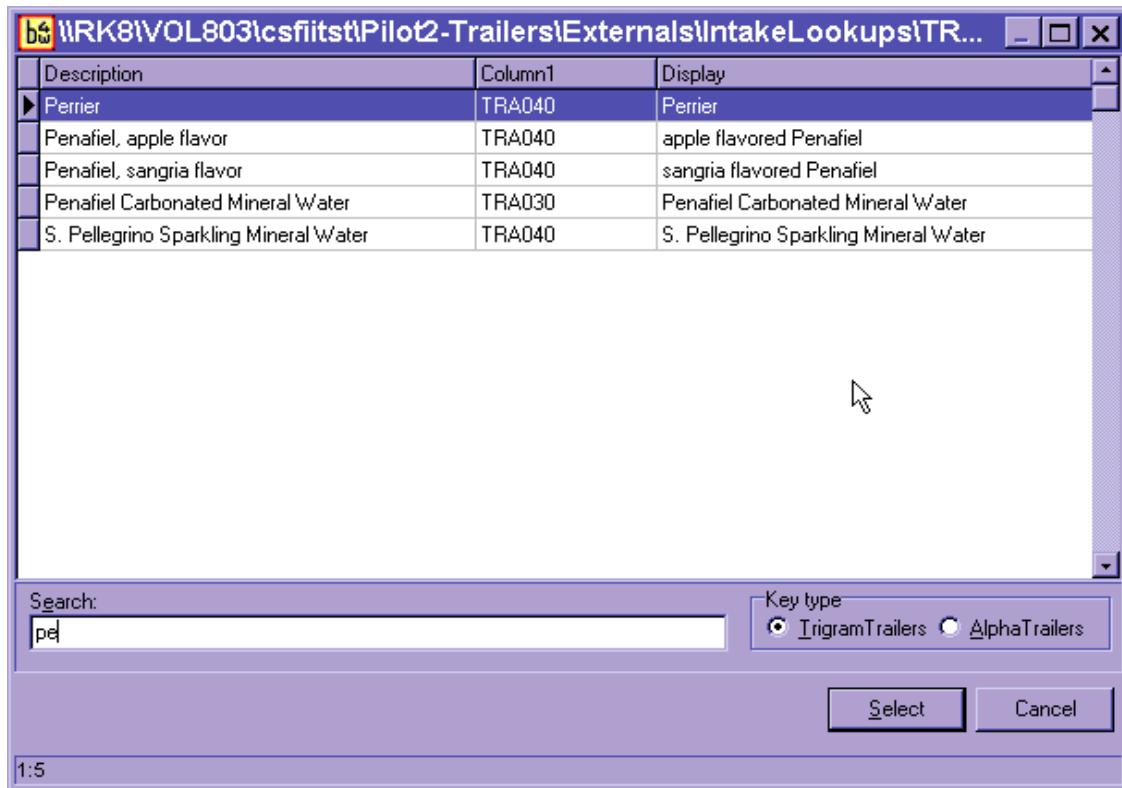 \\RK8\VOL803\csfiitst\Pilot2-Trailers\Externals\IntakeLookups\TR...
Description Column1 Display
Perrier TRA040 Perrier
Penafiel, apple flavor TRA040 apple flavored Penafiel
Penafiel, sangria flavor TRA040 sangria flavored Penafiel
Penafiel Carbonated Mineral Water TRA030 Penafiel Carbonated Mineral Water
S. Pellegrino Sparkling Mineral Water TRA040 S. Pellegrino Sparkling Mineral Water
Search: Key type
pe TrigramTrailers AlphaTrailers
Select Cancel
1:5